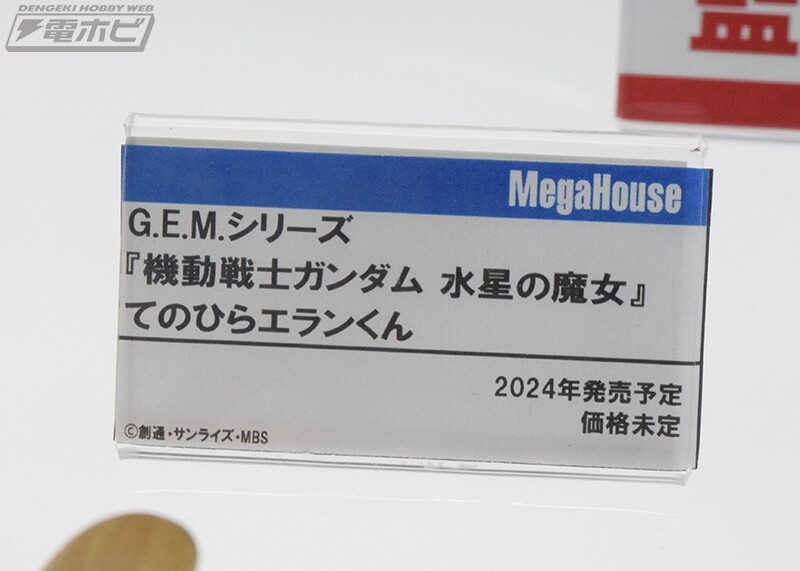 DENGEKI HOBBY WEB
電ホビ
監
MegaHouse
G.E.M.シリーズ
『機動戦士ガンダム 水星の魔女』
てのひらエランくん
2024年発売予定
価格未定
©創通・サンライズ・MBS